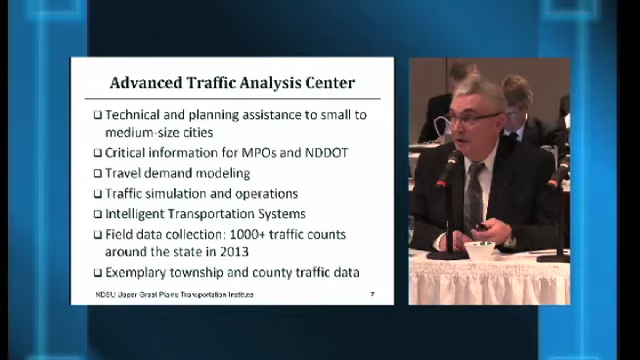 Advanced Traffic Analysis Center
❑ Technical and planning assistance to small to
medium-size cities
❑ Critical information for MPOs and NDDOT
❑ Travel demand modeling
❑ Traffic simulation and operations
❑ Intelligent Transportation Systems
❑ Field data collection: 1000+ traffic counts
around the state in 2013
❑ Exemplary township and county traffic data
NDSU Upper Great Plains Transportation Institute 7